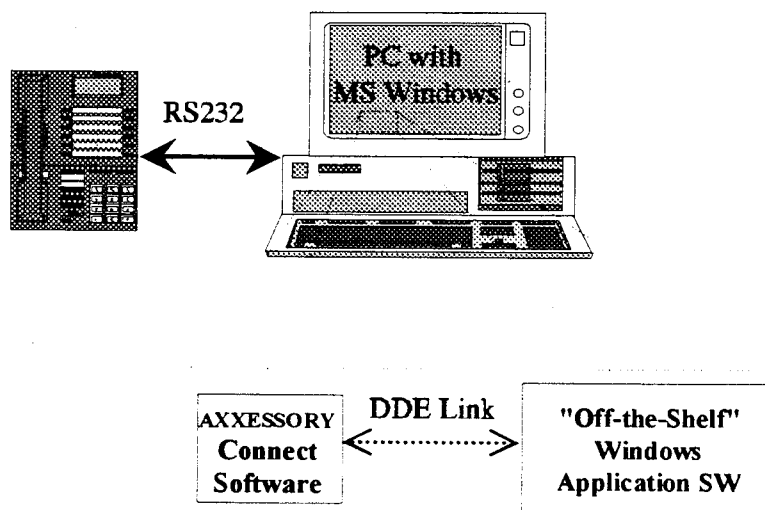 PC with
MS Windows
RS232
AXXESSORY
Connect
Software
DDE Link
"Off-the-Shelf"
Windows
Application SW